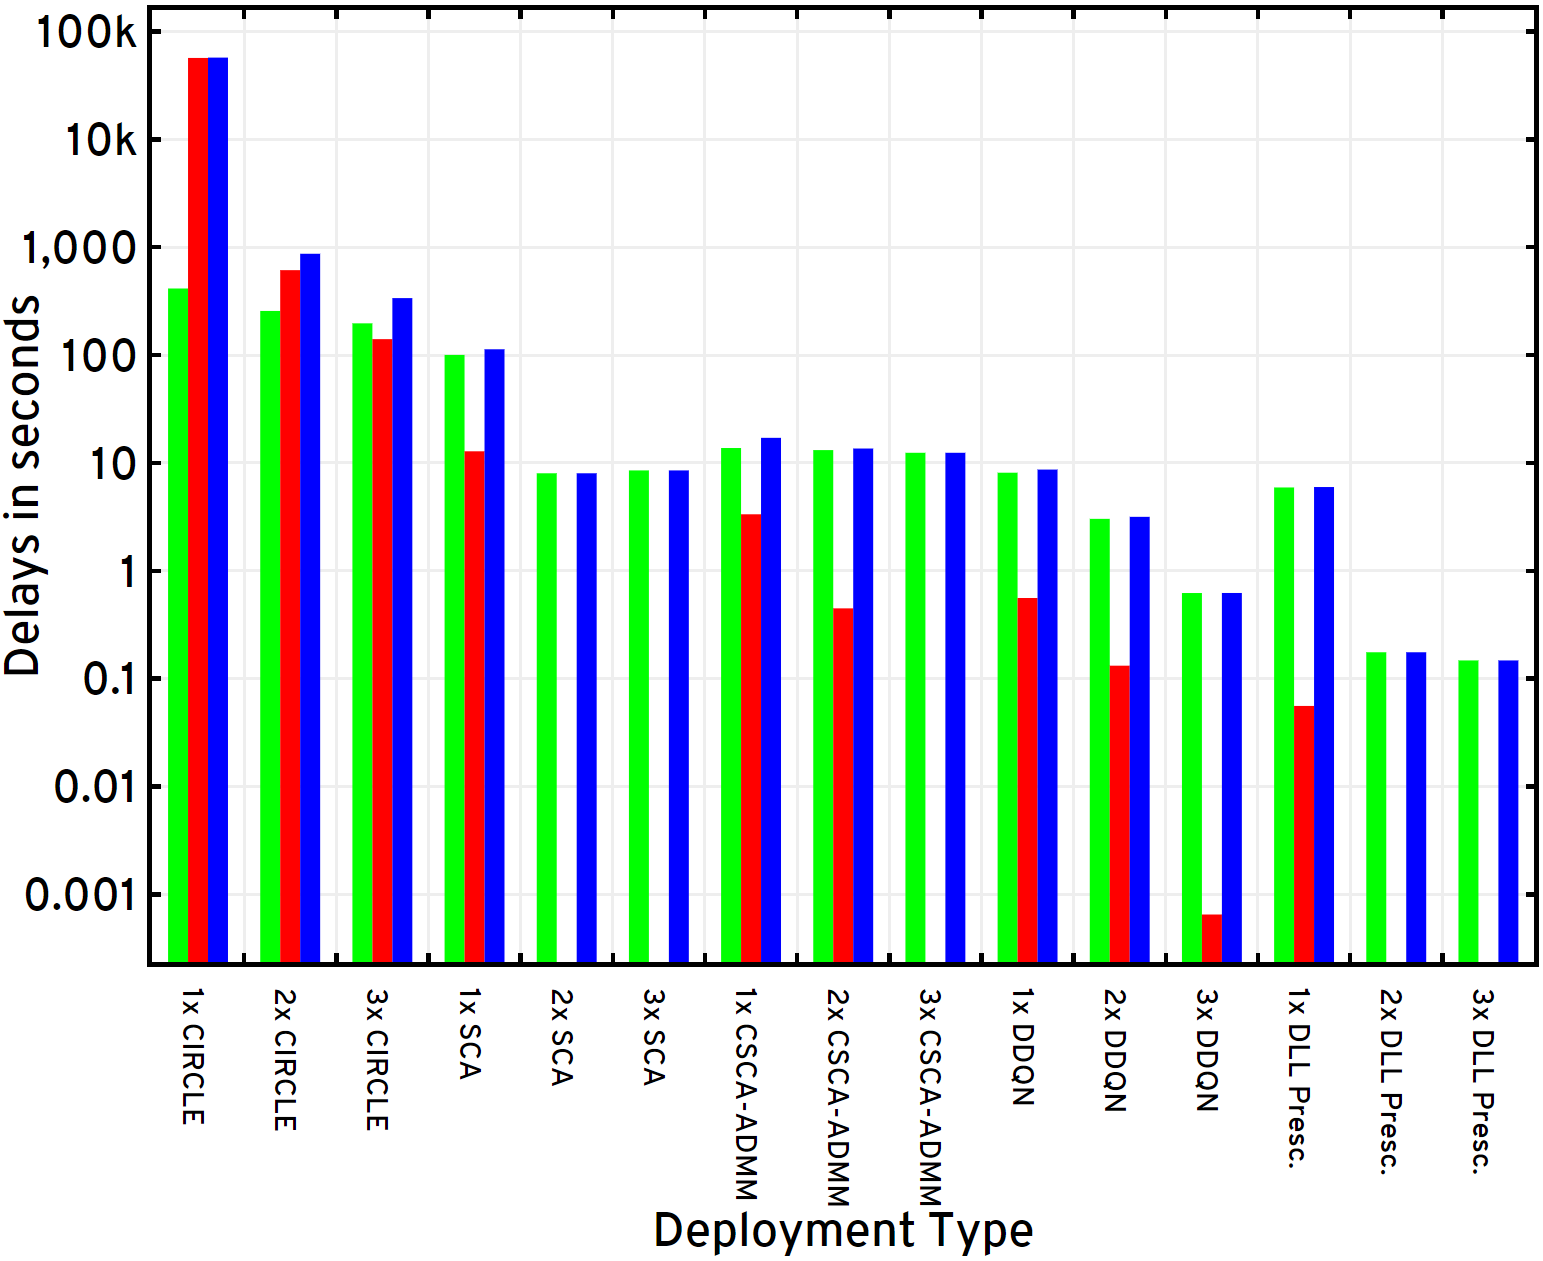 100k
10k
1,000
100
10
1
0.1
0.01
0.001
Delays in seconds
1x CIRCLE
2x CIRCLE
3x CIRCLE
1x SCA
2x SCA
3x SCA
1x CSCA-ADMM
2x CSCA-ADMM
3x CSCA-ADMM
1x DDQN
2x DDQN
3x DDQN
1x DLL Presc.
2x DLL Presc.
3x DLL Presc.
Deployment Type